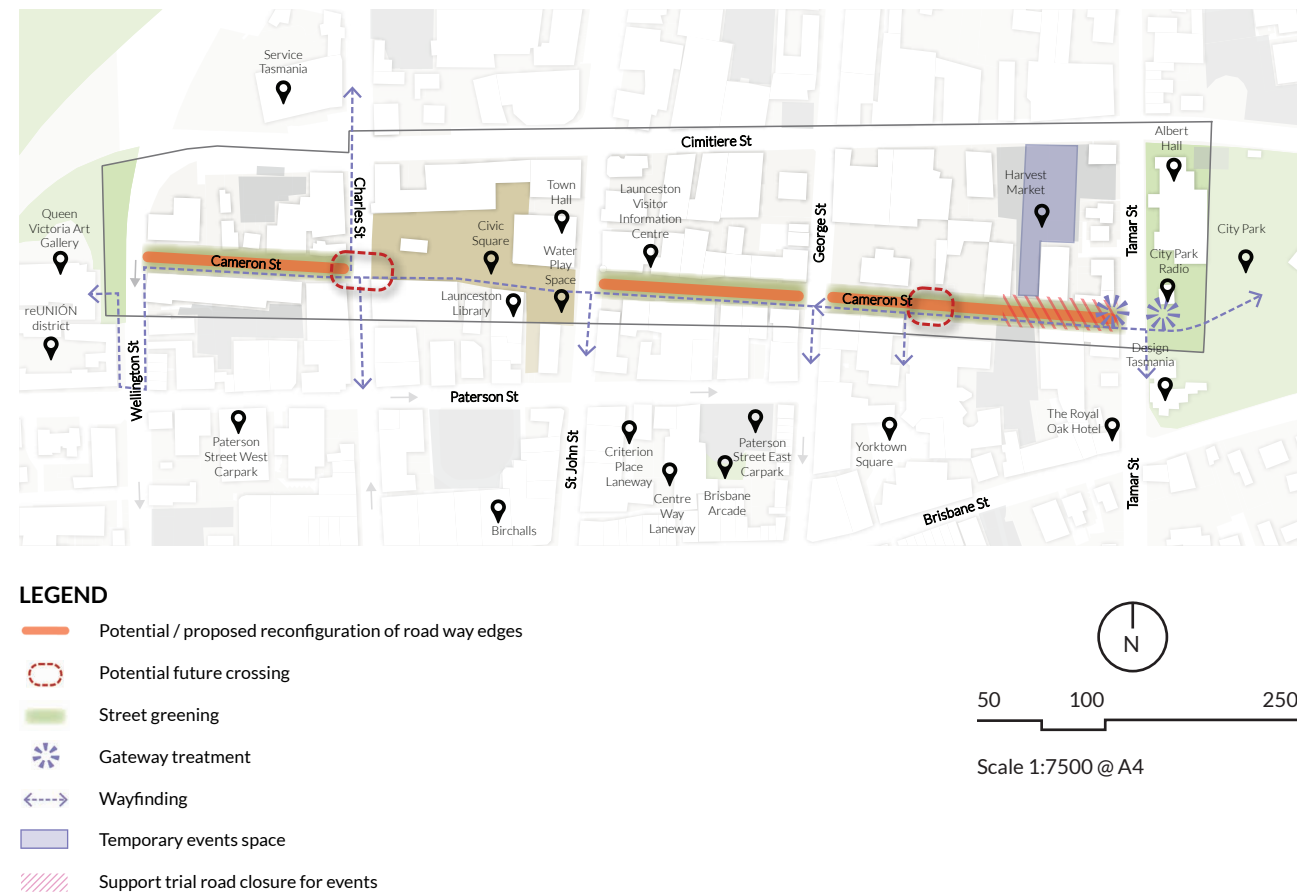 Service
Tasmania
Cimitiere St
Albert
Hall
Charles St
Town
Hall
Launceston
Visitor
Information
Centre
Harvest
Market
George St
Tamar St
Queen
Victoria Art
Gallery
Civic
Square
Water
Play
Space
City Park
City Park
Radio
Cameron St
Cameron St
Launceston
Library
reUNIÓN
district
Wellington St
Design
Tasmania
Paterson St
Paterson
Street West
Carpark
St John St
Criterion
Place
Laneway
Centre
Way
Laneway
Brisbane
Arcade
Paterson
Street East
Carpark
Yorktown
Square
The Royal
Oak Hotel
Tamar St
Brisbane St
Birchalls
LEGEND
Potential / proposed reconfiguration of road way edges
Potential future crossing
Street greening
Gateway treatment
Wayfinding
Temporary events space
Support trial road closure for events
N
50 100 250
Scale 1:7500 @ A4